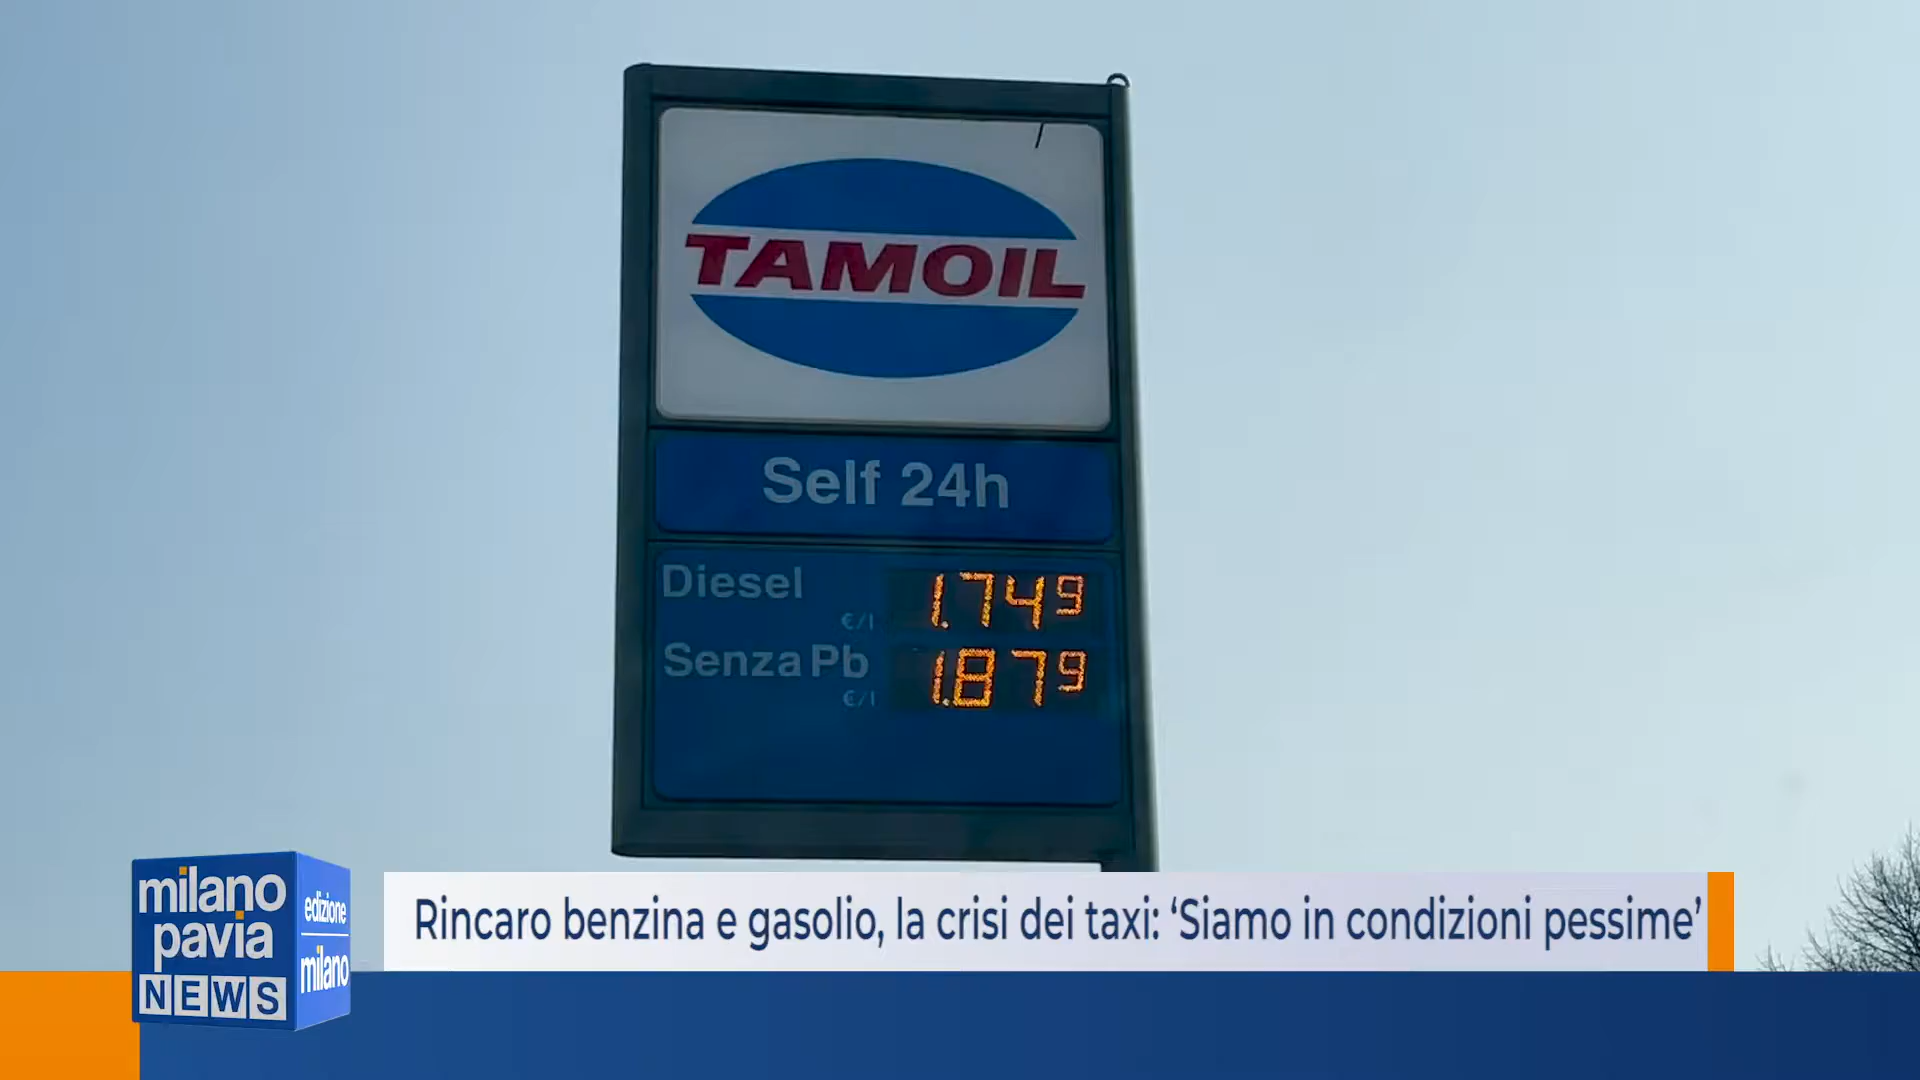 TAMOIL
Self 24h
Diesel
€/l
1.749
Senza Pb
€/l
1.879
milano
pavia
NEWS
edizione
milano
Rincaro benzina e gasolio, la crisi dei taxi: ‘Siamo in condizioni pessime’